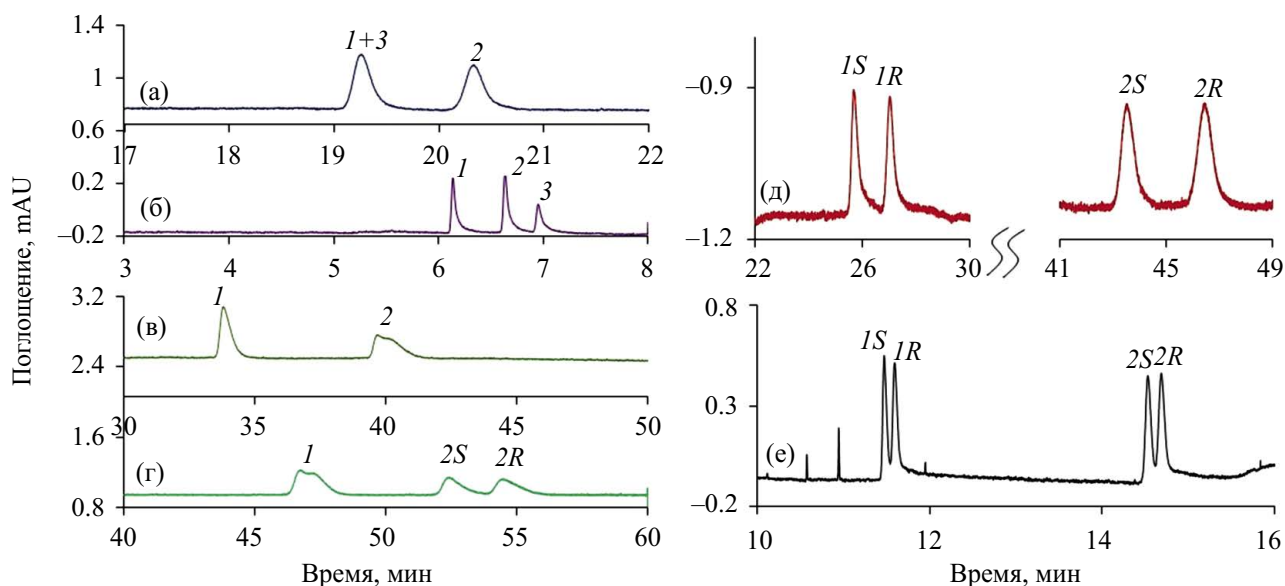 Поглощение, mAU
1.4
1
0.6
(а)
1+3
2
17 18 19 20 21 22
0.2
–0.2
(б)
1
2
3
3 4 5 6 7 8
3.2
2.4
(в)
1
2
30 35 40 45 50
1.6
0.8
(г)
1
2S
2R
40 45 50 55 60
Время, мин
–0.9
–1.2
(д)
1S
1R
2S
2R
22 26 30 41 45 49
0.8
0.3
–0.2
(е)
1S
1R
2S
2R
10 12 14 16
Время, мин